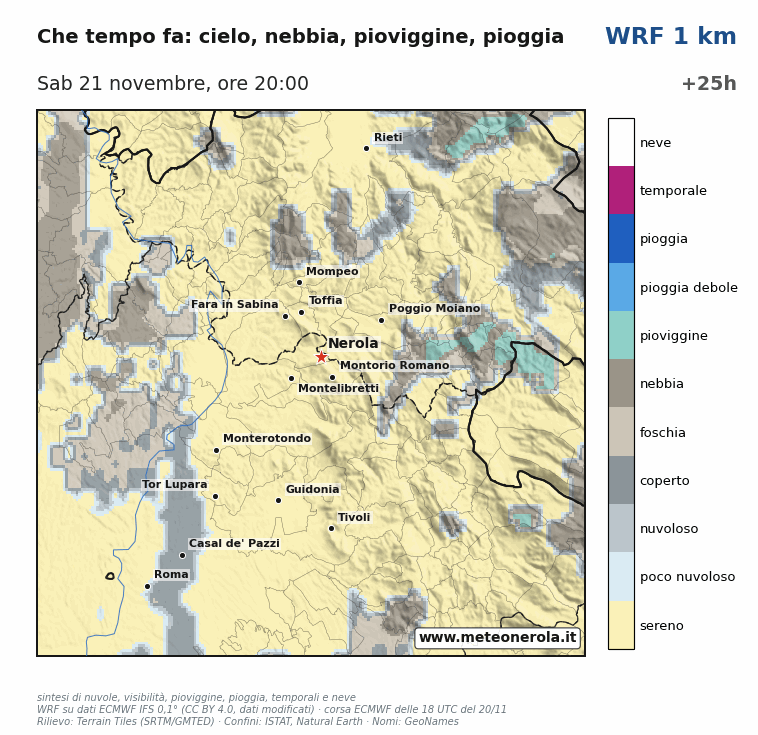 Che tempo fa: cielo, nebbia, pioviggine, pioggia
WRF 1 km
Sab 21 novembre, ore 20:00
+25h
Rieti
Mompeo
Fara in Sabina
Toffia
Poggio Moiano
Nerola
Montorio Romano
Montelibretti
Monterotondo
Tor Lupara
Guidonia
Tivoli
Casal de' Pazzi
Roma
www.meteonerola.it
neve
temporale
pioggia
pioggia debole
pioviggine
nebbia
foschia
coperto
nuvoloso
poco nuvoloso
sereno
sintesi di nuvole, visibilità, pioviggine, pioggia, temporali e neve
WRF su dati ECMWF IFS 0,1° (CC BY 4.0, dati modificati) · corsa ECMWF delle 18 UTC del 20/11
Rilievo: Terrain Tiles (SRTM/GMTED) · Confini: ISTAT, Natural Earth · Nomi: GeoNames